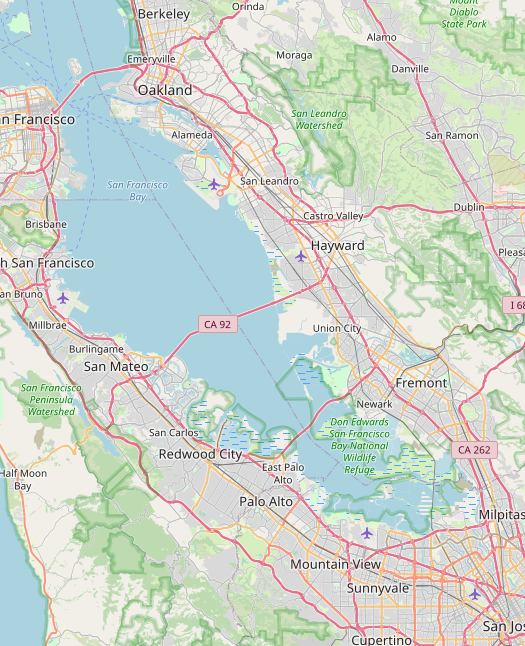 Mount
Diablo
State Park
Orinda
Berkeley
Alamo
Moraga
Danville
Emeryville
Oakland
San Leandro
Watershed
n Francisco
Alameda
San Ramon
San Leandro
San Francisco
Bay
Dublin
Castro Valley
Brisbane
Hayward
Pleasa
h San Francisco
an Bruno
I 68
CA 92
Millbrae
Union City
Burlingame
San Mateo
San Francisco
Peninsula
Watershed
Fremont
Newark
Don Edwards
San Francisco
Bay National
Wildlife
Refuge
San Carlos
Redwood City
CA 262
East Palo
Alto
Half Moon
Bay
Palo Alto
Milpitas
Mountain View
Sunnyvale
San Jos
Cupertino